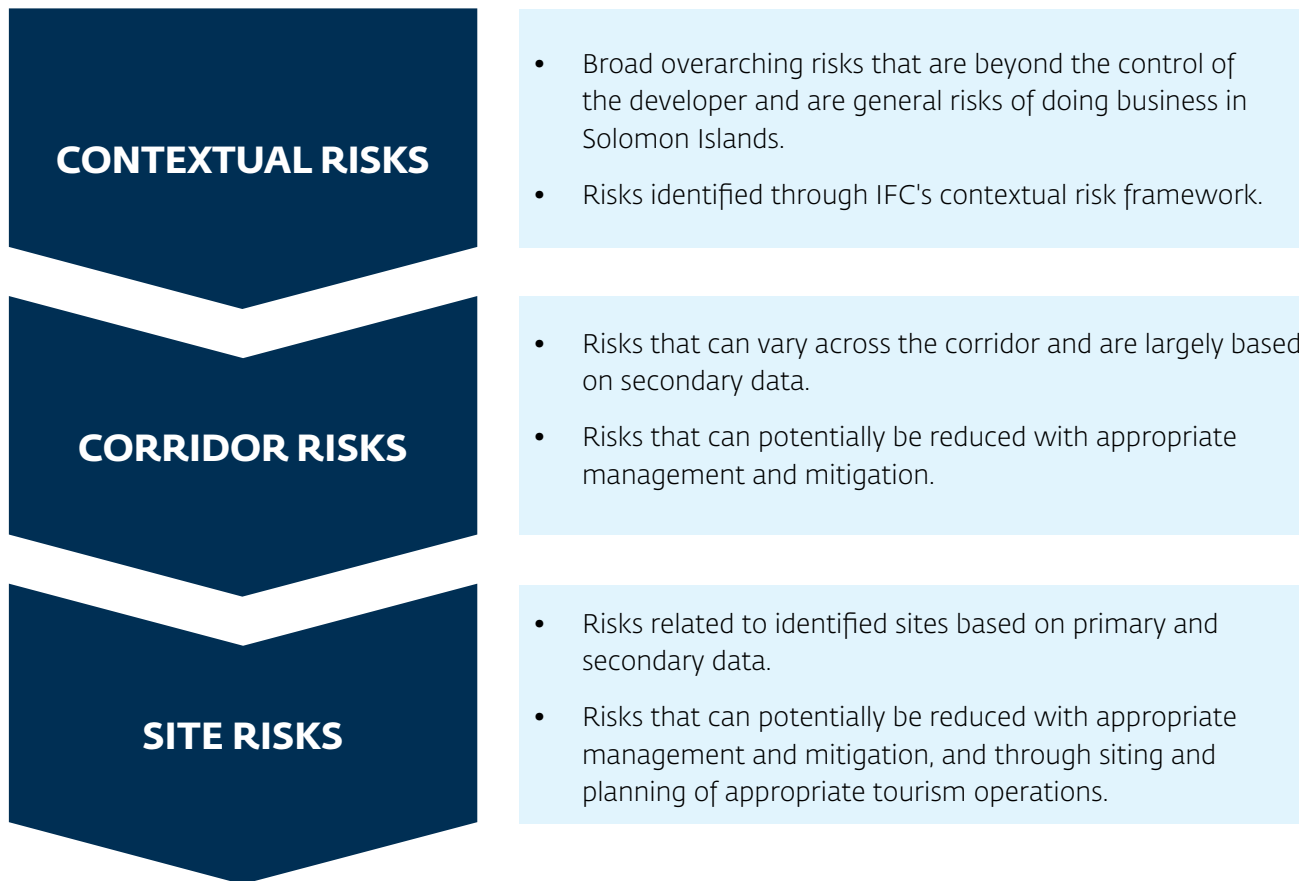 CONTEXTUAL RISKS
• Broad overarching risks that are beyond the control of
the developer and are general risks of doing business in
Solomon Islands.
• Risks identified through IFC's contextual risk framework.
CORRIDOR RISKS
• Risks that can vary across the corridor and are largely based
on secondary data.
• Risks that can potentially be reduced with appropriate
management and mitigation.
SITE RISKS
• Risks related to identified sites based on primary and
secondary data.
• Risks that can potentially be reduced with appropriate
management and mitigation, and through siting and
planning of appropriate tourism operations.